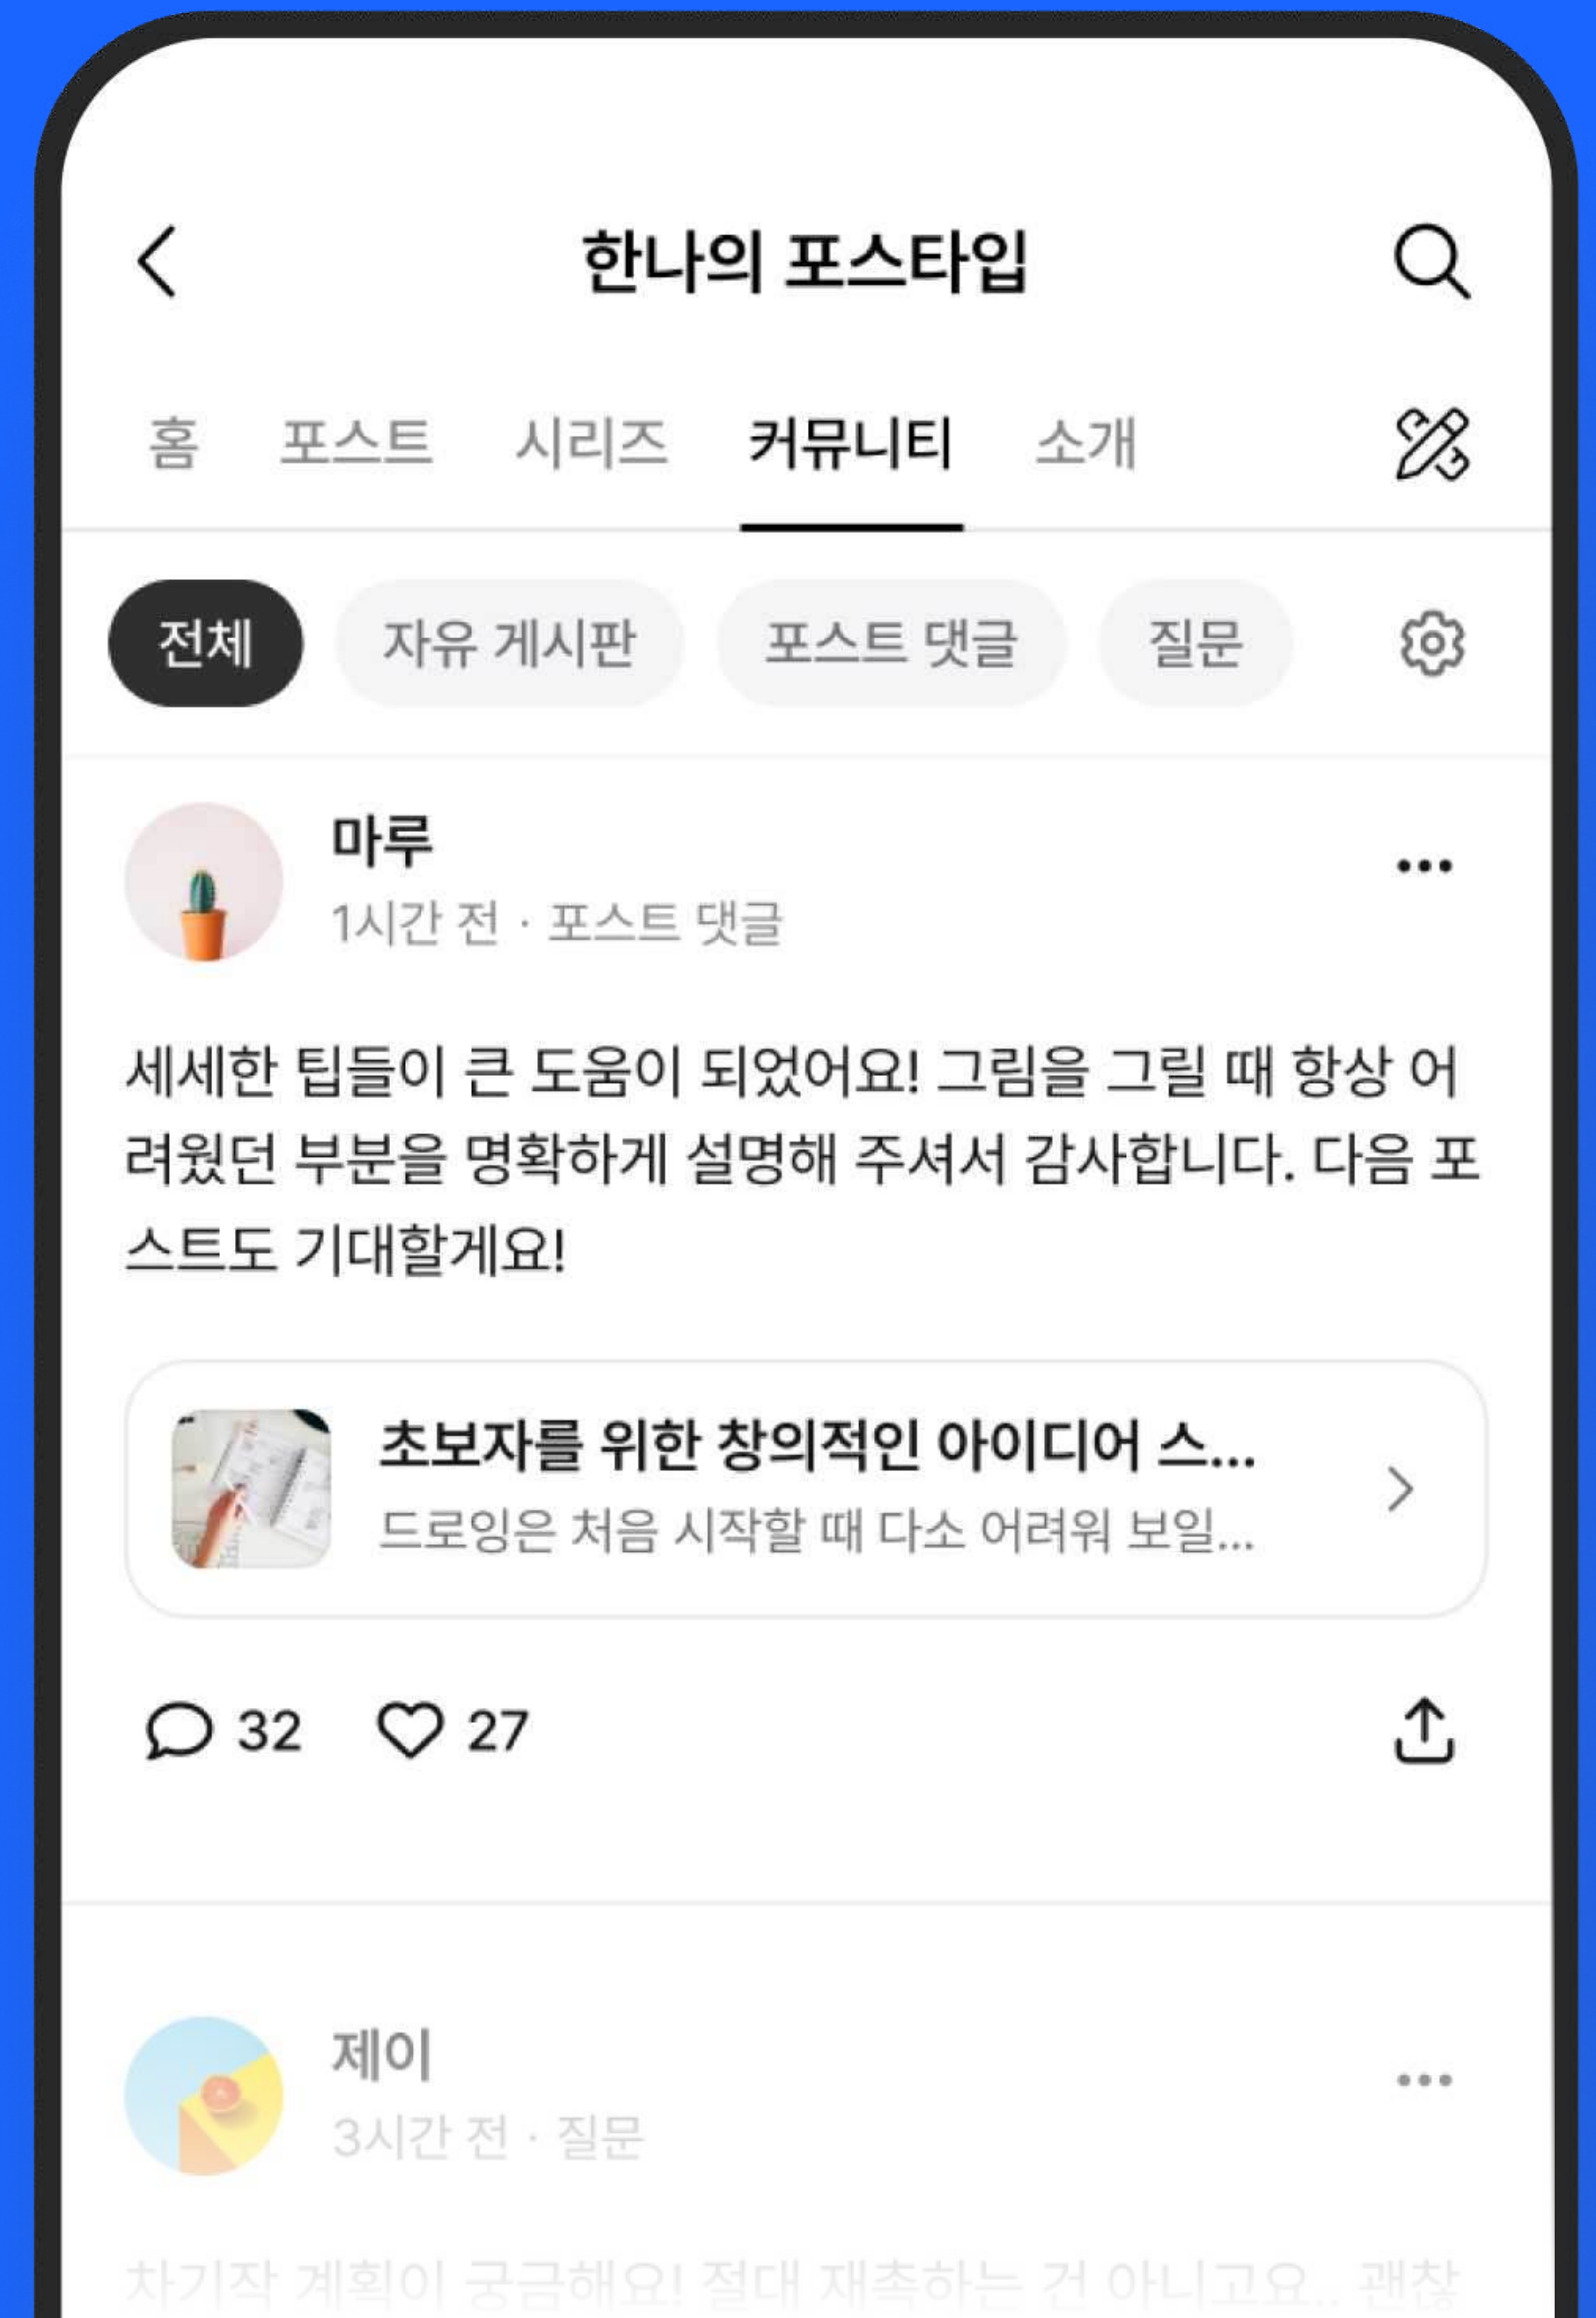 한나의 포스타입
홈 포스트 시리즈 커뮤니티 소개
전체 자유 게시판 포스트 댓글 질문
마루
1시간 전 · 포스트 댓글
세세한 팁들이 큰 도움이 되었어요! 그림을 그릴 때 항상 어
려웠던 부분을 명확하게 설명해 주셔서 감사합니다. 다음 포
스트도 기대할게요!
초보자를 위한 창의적인 아이디어 스...
드로잉은 처음 시작할 때 다소 어려워 보일...
32 27
제이
3시간 전 · 질문
차기작 계획이 궁금해요! 절대 재촉하는 건 아니고요.. 괜찮